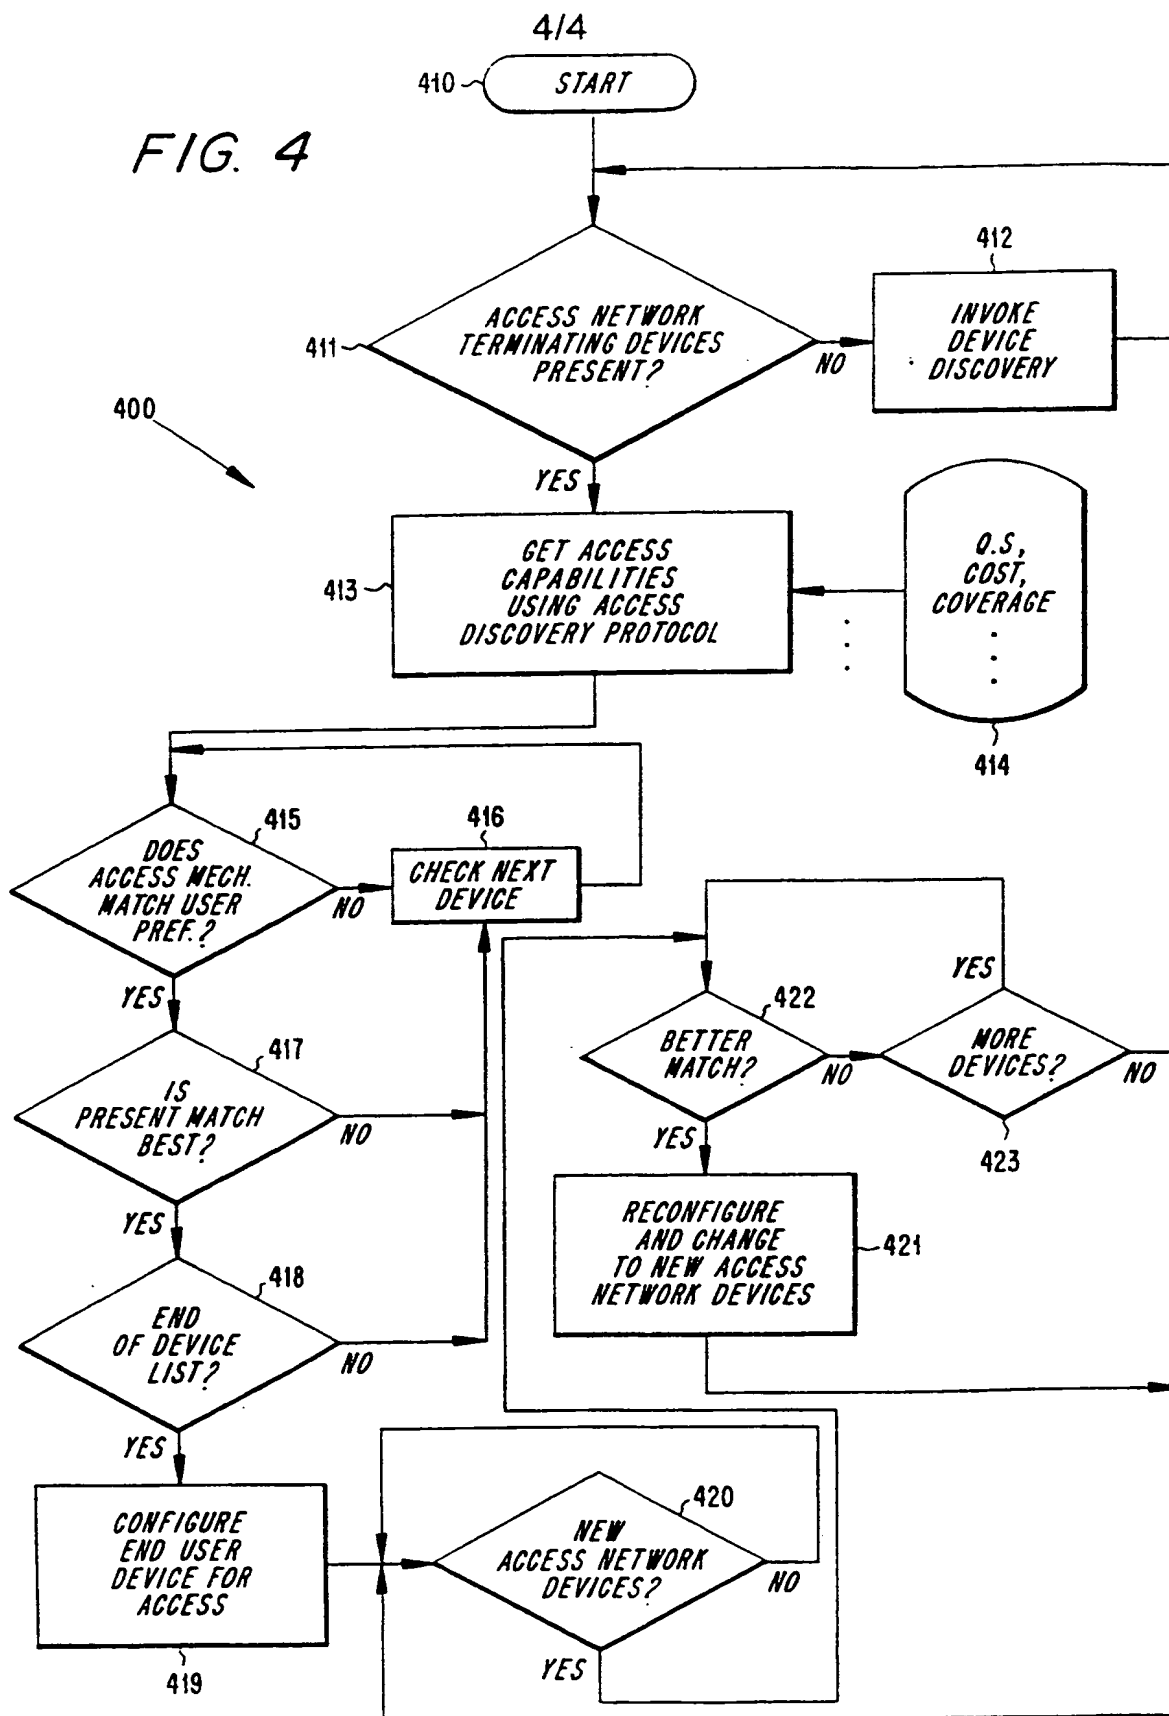 4/4
FIG. 4
410
START
411
ACCESS NETWORK
TERMINATING DEVICES
PRESENT?
NO
412
INVOKE
DEVICE
DISCOVERY
400
YES
413
GET ACCESS
CAPABILITIES
USING ACCESS
DISCOVERY PROTOCOL
Q.S,
COST,
COVERAGE
414
415
DOES
ACCESS MECH.
MATCH USER
PREF.?
NO
416
CHECK NEXT
DEVICE
YES
417
IS
PRESENT MATCH
BEST?
NO
YES
418
END
OF DEVICE
LIST?
NO
YES
CONFIGURE
END USER
DEVICE FOR
ACCESS
419
420
NEW
ACCESS NETWORK
DEVICES?
NO
YES
422
BETTER
MATCH?
NO
YES
MORE
DEVICES?
YES
NO
423
RECONFIGURE
AND CHANGE
TO NEW ACCESS
NETWORK DEVICES
421